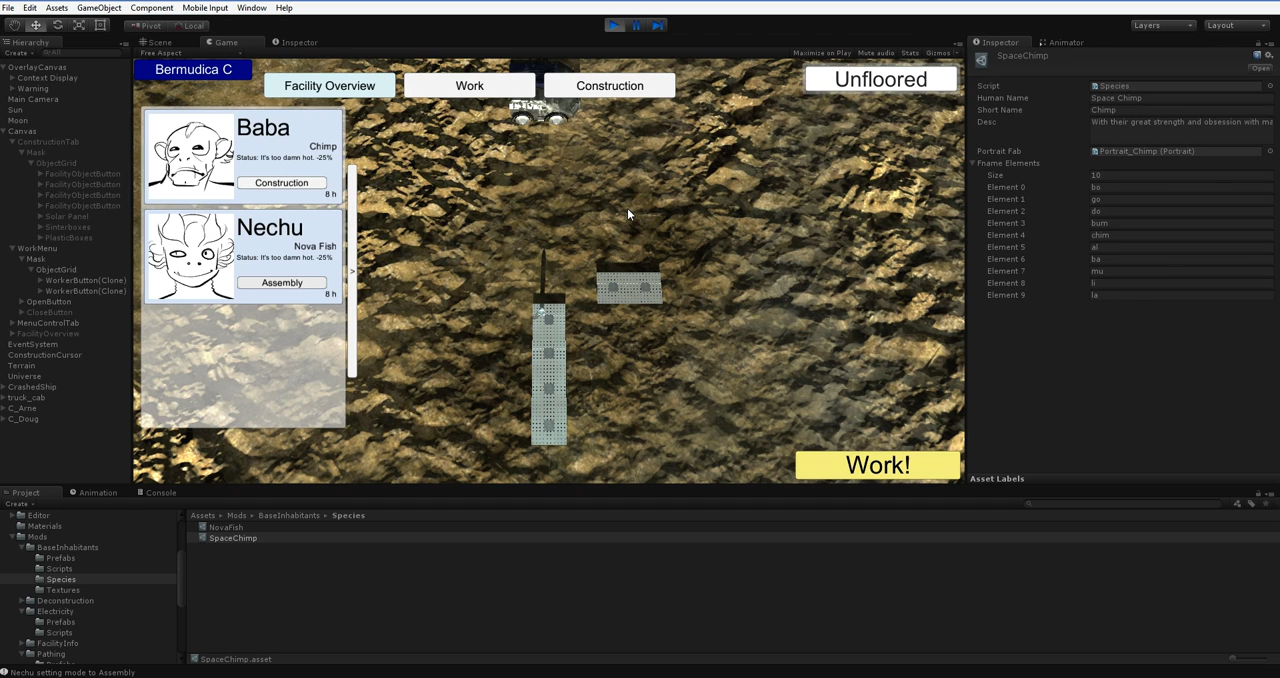 File Edit Assets GameObject Component Mobile Input Window Help
Pivot Local Layers Layout
Hierarchy
Create All
OverlayCanvas
Context Display
Warning
Main Camera
Sun
Moon
Canvas
ConstructionTab
Mask
ObjectGrid
FacilityObjectButton
FacilityObjectButton
FacilityObjectButton
FacilityObjectButton
Solar Panel
Sinterboxes
PlasticBoxes
WorkMenu
Mask
ObjectGrid
WorkerButton(Clone)
WorkerButton(Clone)
OpenButton
CloseButton
MenuControlTab
FacilityOverview
EventSystem
ConstructionCursor
Terrain
Universe
CrashedShip
truck_cab
C_Arne
C_Doug
Scene Game Inspector
Free Aspect Maximize on Play Mute audio Stats Gizmos
Bermudica C
Facility Overview Work Construction
Unfloored
Baba
Chimp
Status: It's too damn hot. -25%
Construction
8 h
Nechu
Nova Fish
Status: It's too damn hot. -25%
Assembly
8 h
>
Work!
Inspector Animator
SpaceChimp
Open
Script Species
Human Name Space Chimp
Short Name Chimp
Desc With their great strength and obsession with ma
Portrait Fab Portrait_Chimp (Portrait)
Fname Elements
Size 10
Element 0 bo
Element 1 go
Element 2 do
Element 3 bum
Element 4 chim
Element 5 al
Element 6 ba
Element 7 mu
Element 8 li
Element 9 la
Asset Labels
Project Animation Console
Create
Editor
Materials
Mods
BaseInhabitants
Prefabs
Scripts
Species
Textures
Deconstruction
Electricity
Prefabs
Scripts
FacilityInfo
Pathing
Assets Mods BaseInhabitants Species
NovaFish
SpaceChimp
SpaceChimp.asset
Nechu setting mode to Assembly